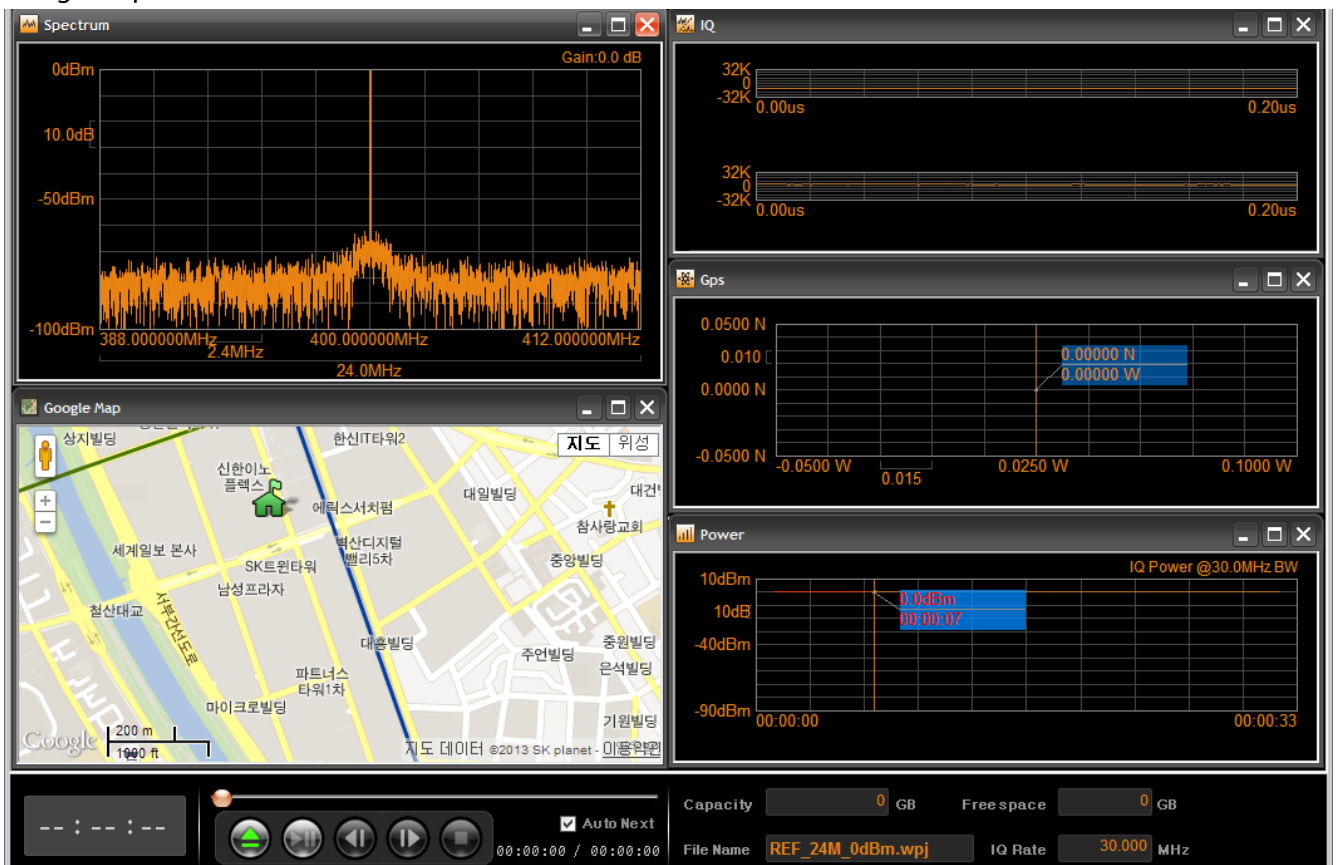 Spectrum
Gain:0.0 dB
0dBm
10.0dB
-50dBm
-100dBm
388.000000MHz
400.000000MHz
412.000000MHz
2.4MHz
24.0MHz
IQ
32K
0
-32K
0.00us
0.20us
32K
0
-32K
0.00us
0.20us
Gps
0.0500 N
0.010
0.0000 N
-0.0500 N
0.00000 N
0.00000 W
-0.0500 W
0.0250 W
0.1000 W
0.015
Google Map
상지빌딩
한신IT타워2
지도
위성
신한이노
플렉스
에릭스서치펌
대일빌딩
참사랑교회
세계일보 본사
SK트윈타워
벽산디지털
밸리5차
중앙빌딩
남성프라자
철산대교
서부간선도로
대흥빌딩
주언빌딩
중원빌딩
은석빌딩
파트너스
타워1차
마이크로빌딩
기원빌딩
Google
200 m
1000 ft
지도 데이터 ©2013 SK planet - 이용약관
Power
IQ Power @30.0MHz BW
10dBm
10dB
-40dBm
-90dBm
0.0dBm
00:00:07
00:00:00
00:00:33
-- : -- : --
Auto Next
00:00:00 / 00:00:00
Capacity
0 GB
Free space
0 GB
File Name
REF_24M_0dBm.wpj
IQ Rate
30.000 MHz